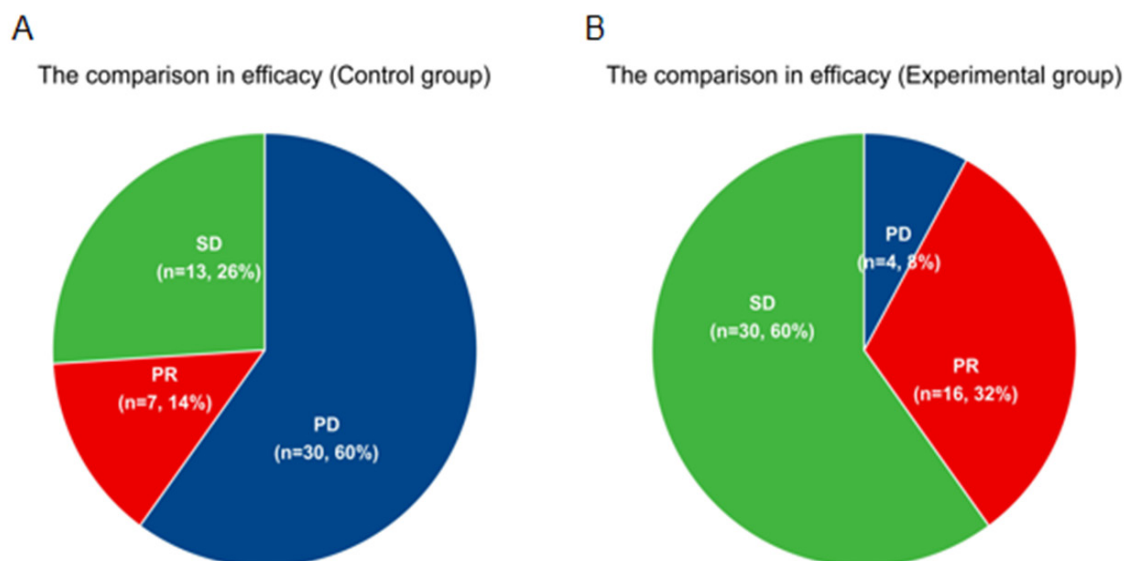 A
The comparison in efficacy (Control group)
SD
(n=13, 26%)
PR
(n=7, 14%)
PD
(n=30, 60%)
B
The comparison in efficacy (Experimental group)
PD
(n=4, 8%)
SD
(n=30, 60%)
PR
(n=16, 32%)